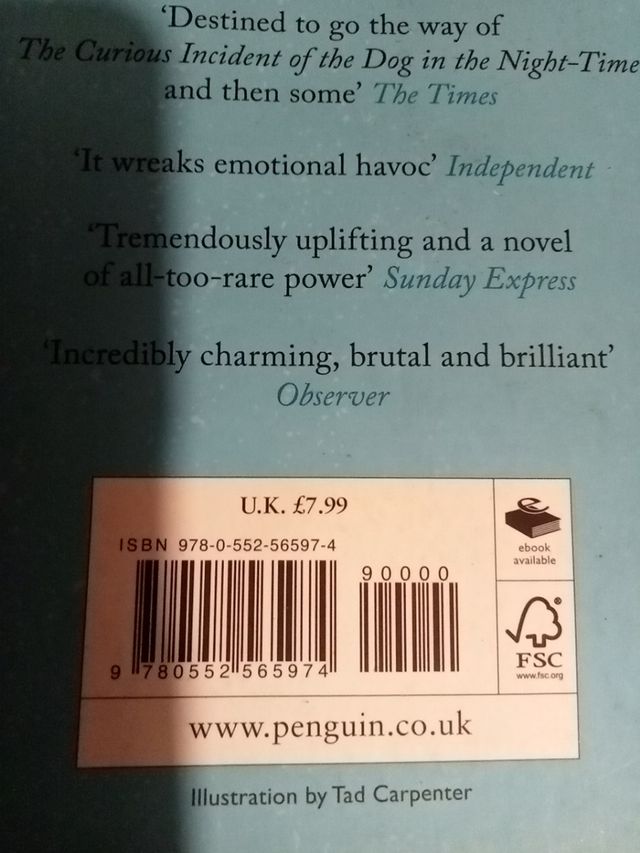 ‘Destined to go the way of
The Curious Incident of the Dog in the Night-Time
and then some’ The Times
‘It wreaks emotional havoc’ Independent
‘Tremendously uplifting and a novel
of all-too-rare power’ Sunday Express
‘Incredibly charming, brutal and brilliant’
Observer
U.K. £7.99
ISBN 978-0-552-56597-4
90000
9 780552 565974
e
ebook
available
FSC
www.fsc.org
®
www.penguin.co.uk
Illustration by Tad Carpenter